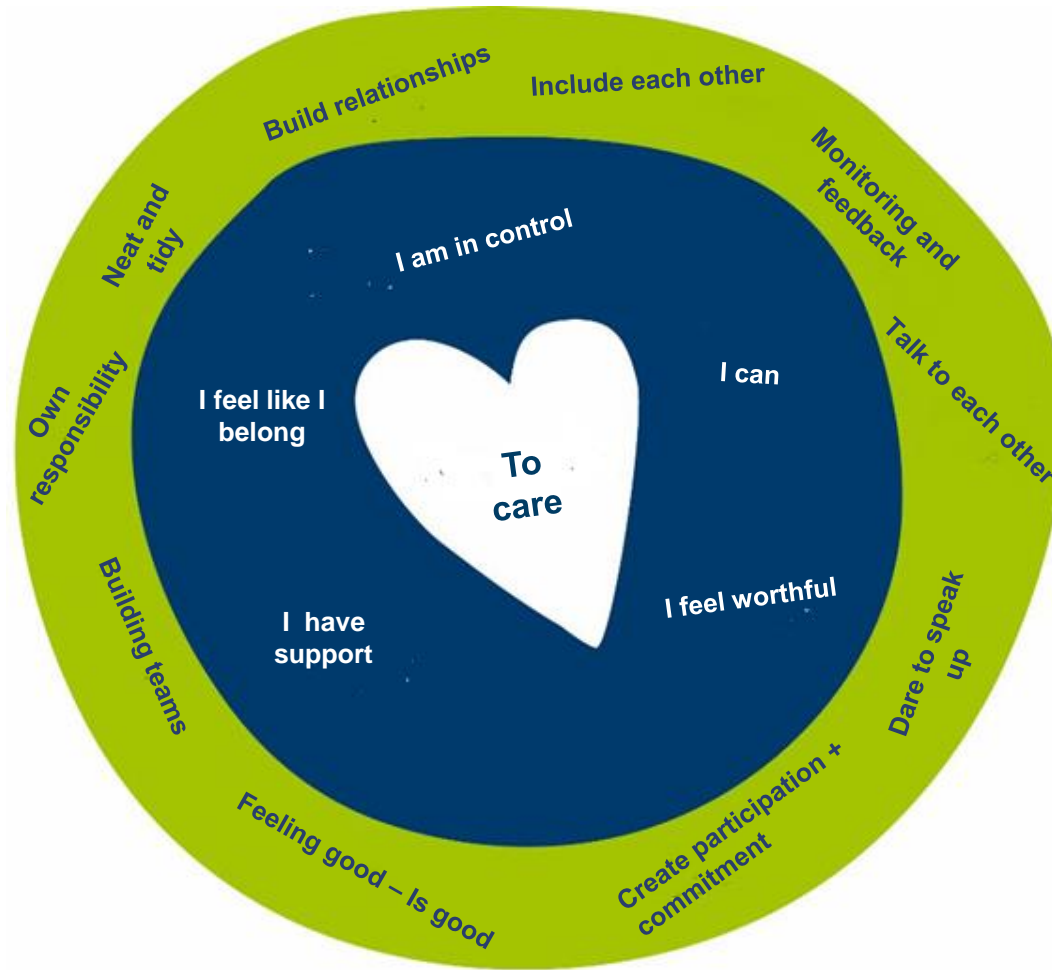 Build relationships
Include each other
Monitoring and
feedback
Talk to each other
Dare to speak
up
Create participation +
commitment
Feeling good – Is good
Building teams
Own
responsibility
Neat and
tidy
I am in control
I can
I feel worthful
I have
support
I feel like I
belong
To
care